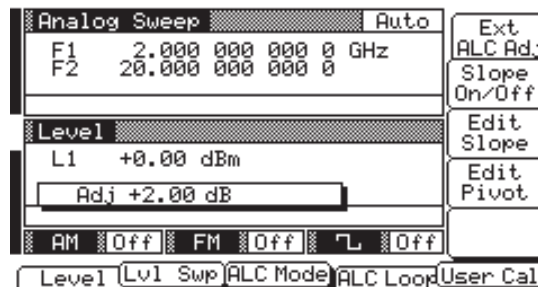 Analog Sweep Auto
F1 2.000 000 000 0 GHz
F2 20.000 000 000 0
Level
L1 +0.00 dBm
Adj +2.00 dB
AM Off FM Off Off
Level Lvl Swp ALC Mode ALC Loop User Cal
Ext
ALC Adj
Slope
On/Off
Edit
Slope
Edit
Pivot